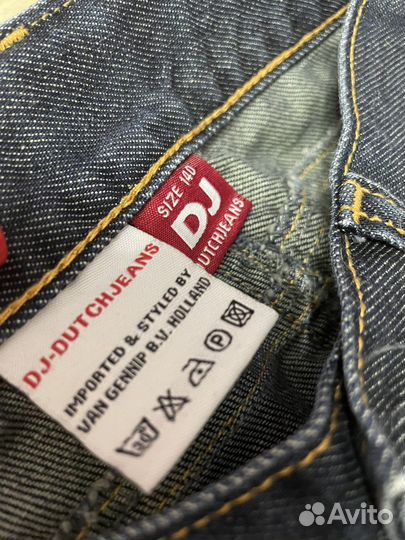 SIZE 140
DJ
DUTCHJEANS
DJ-DUTCHJEANS
IMPORTED & STYLED BY
VAN GENNIP B.V. HOLLAND
30
P
Avito